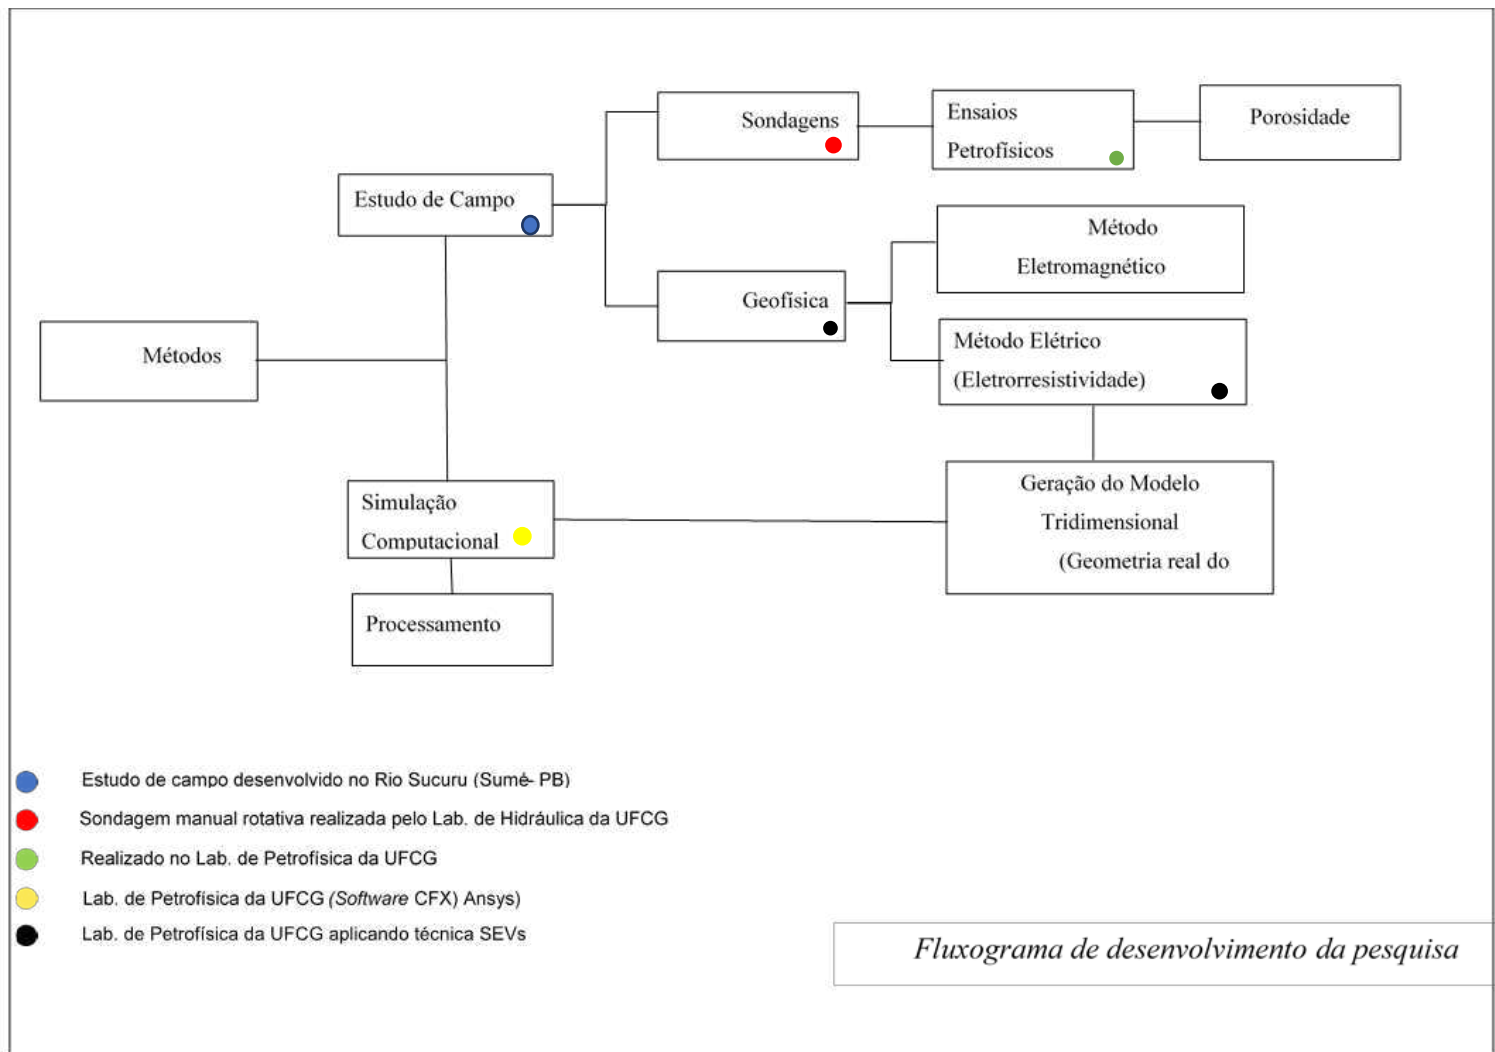 Sondagens
Ensaios
Petrofísicos
Porosidade
Estudo de Campo
Método
Eletromagnético
Geofísica
Método Elétrico
(Eletrorresistividade)
Métodos
Simulação
Computacional
Geração do Modelo
Tridimensional
(Geometria real do
Processamento
Estudo de campo desenvolvido no Rio Sucuru (Sumé- PB)
Sondagem manual rotativa realizada pelo Lab. de Hidráulica da UFCG
Realizado no Lab. de Petrofísica da UFCG
Lab. de Petrofísica da UFCG (Software CFX) Ansys)
Lab. de Petrofísica da UFCG aplicando técnica SEVs
Fluxograma de desenvolvimento da pesquisa